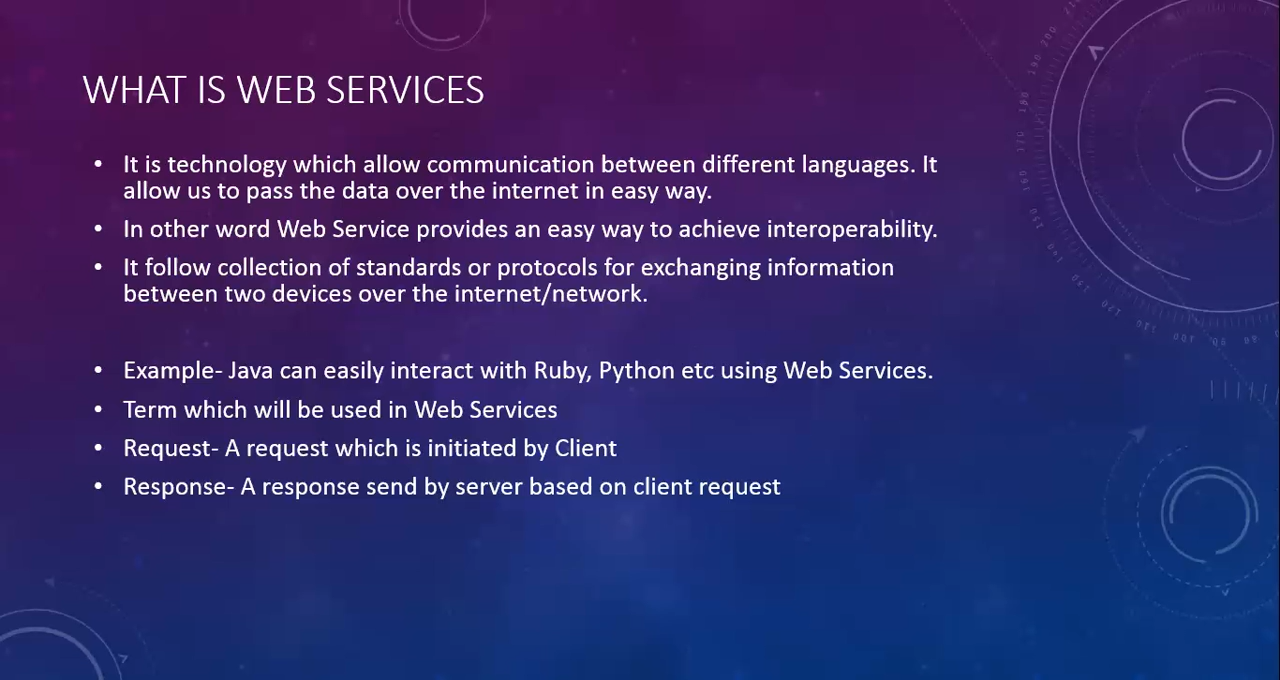 WHAT IS WEB SERVICES
• It is technology which allow communication between different languages. It
allow us to pass the data over the internet in easy way.
• In other word Web Service provides an easy way to achieve interoperability.
• It follow collection of standards or protocols for exchanging information
between two devices over the internet/network.
• Example- Java can easily interact with Ruby, Python etc using Web Services.
• Term which will be used in Web Services
• Request- A request which is initiated by Client
• Response- A response send by server based on client request